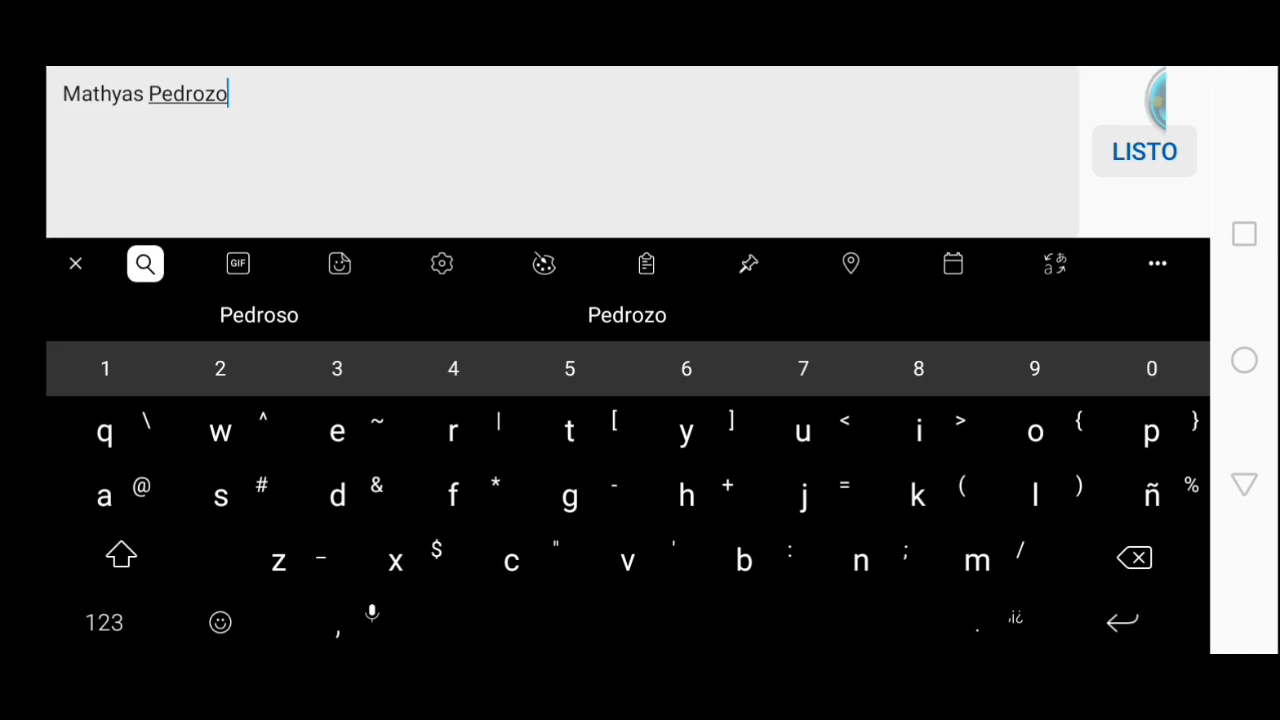 Mathyas Pedrozo
LISTO
GIF
Pedroso Pedrozo
1 2 3 4 5 6 7 8 9 0
q \ w ^ e ~ r | t [ y ] u < i > o { p }
a @ s # d & f * g - h + j = k ( l ) ñ %
z _ x $ c " v ' b : n ; m /
123 , . ,¡¿